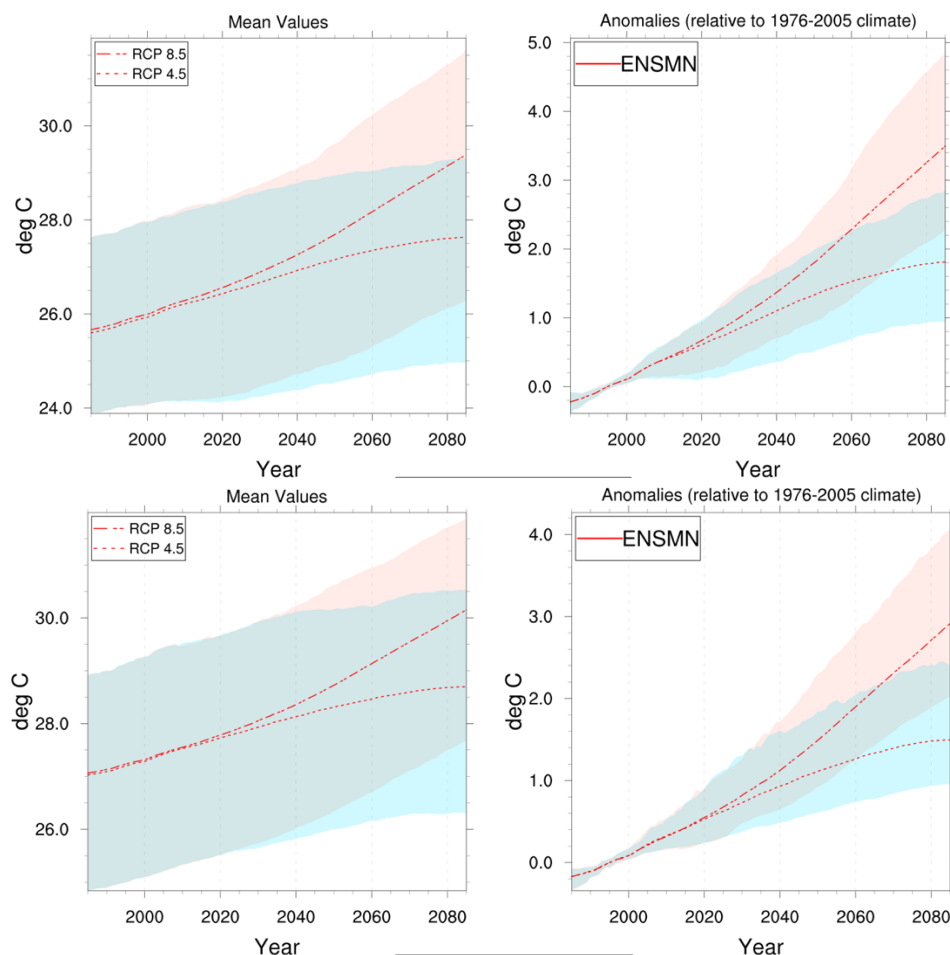 Mean Values
RCP 8.5
RCP 4.5
30.0
28.0
26.0
24.0
deg C
2000 2020 2040 2060 2080
Year
Anomalies (relative to 1976-2005 climate)
ENSMN
5.0
4.0
3.0
2.0
1.0
0.0
deg C
2000 2020 2040 2060 2080
Year
Mean Values
RCP 8.5
RCP 4.5
30.0
28.0
26.0
deg C
2000 2020 2040 2060 2080
Year
Anomalies (relative to 1976-2005 climate)
ENSMN
4.0
3.0
2.0
1.0
0.0
deg C
2000 2020 2040 2060 2080
Year